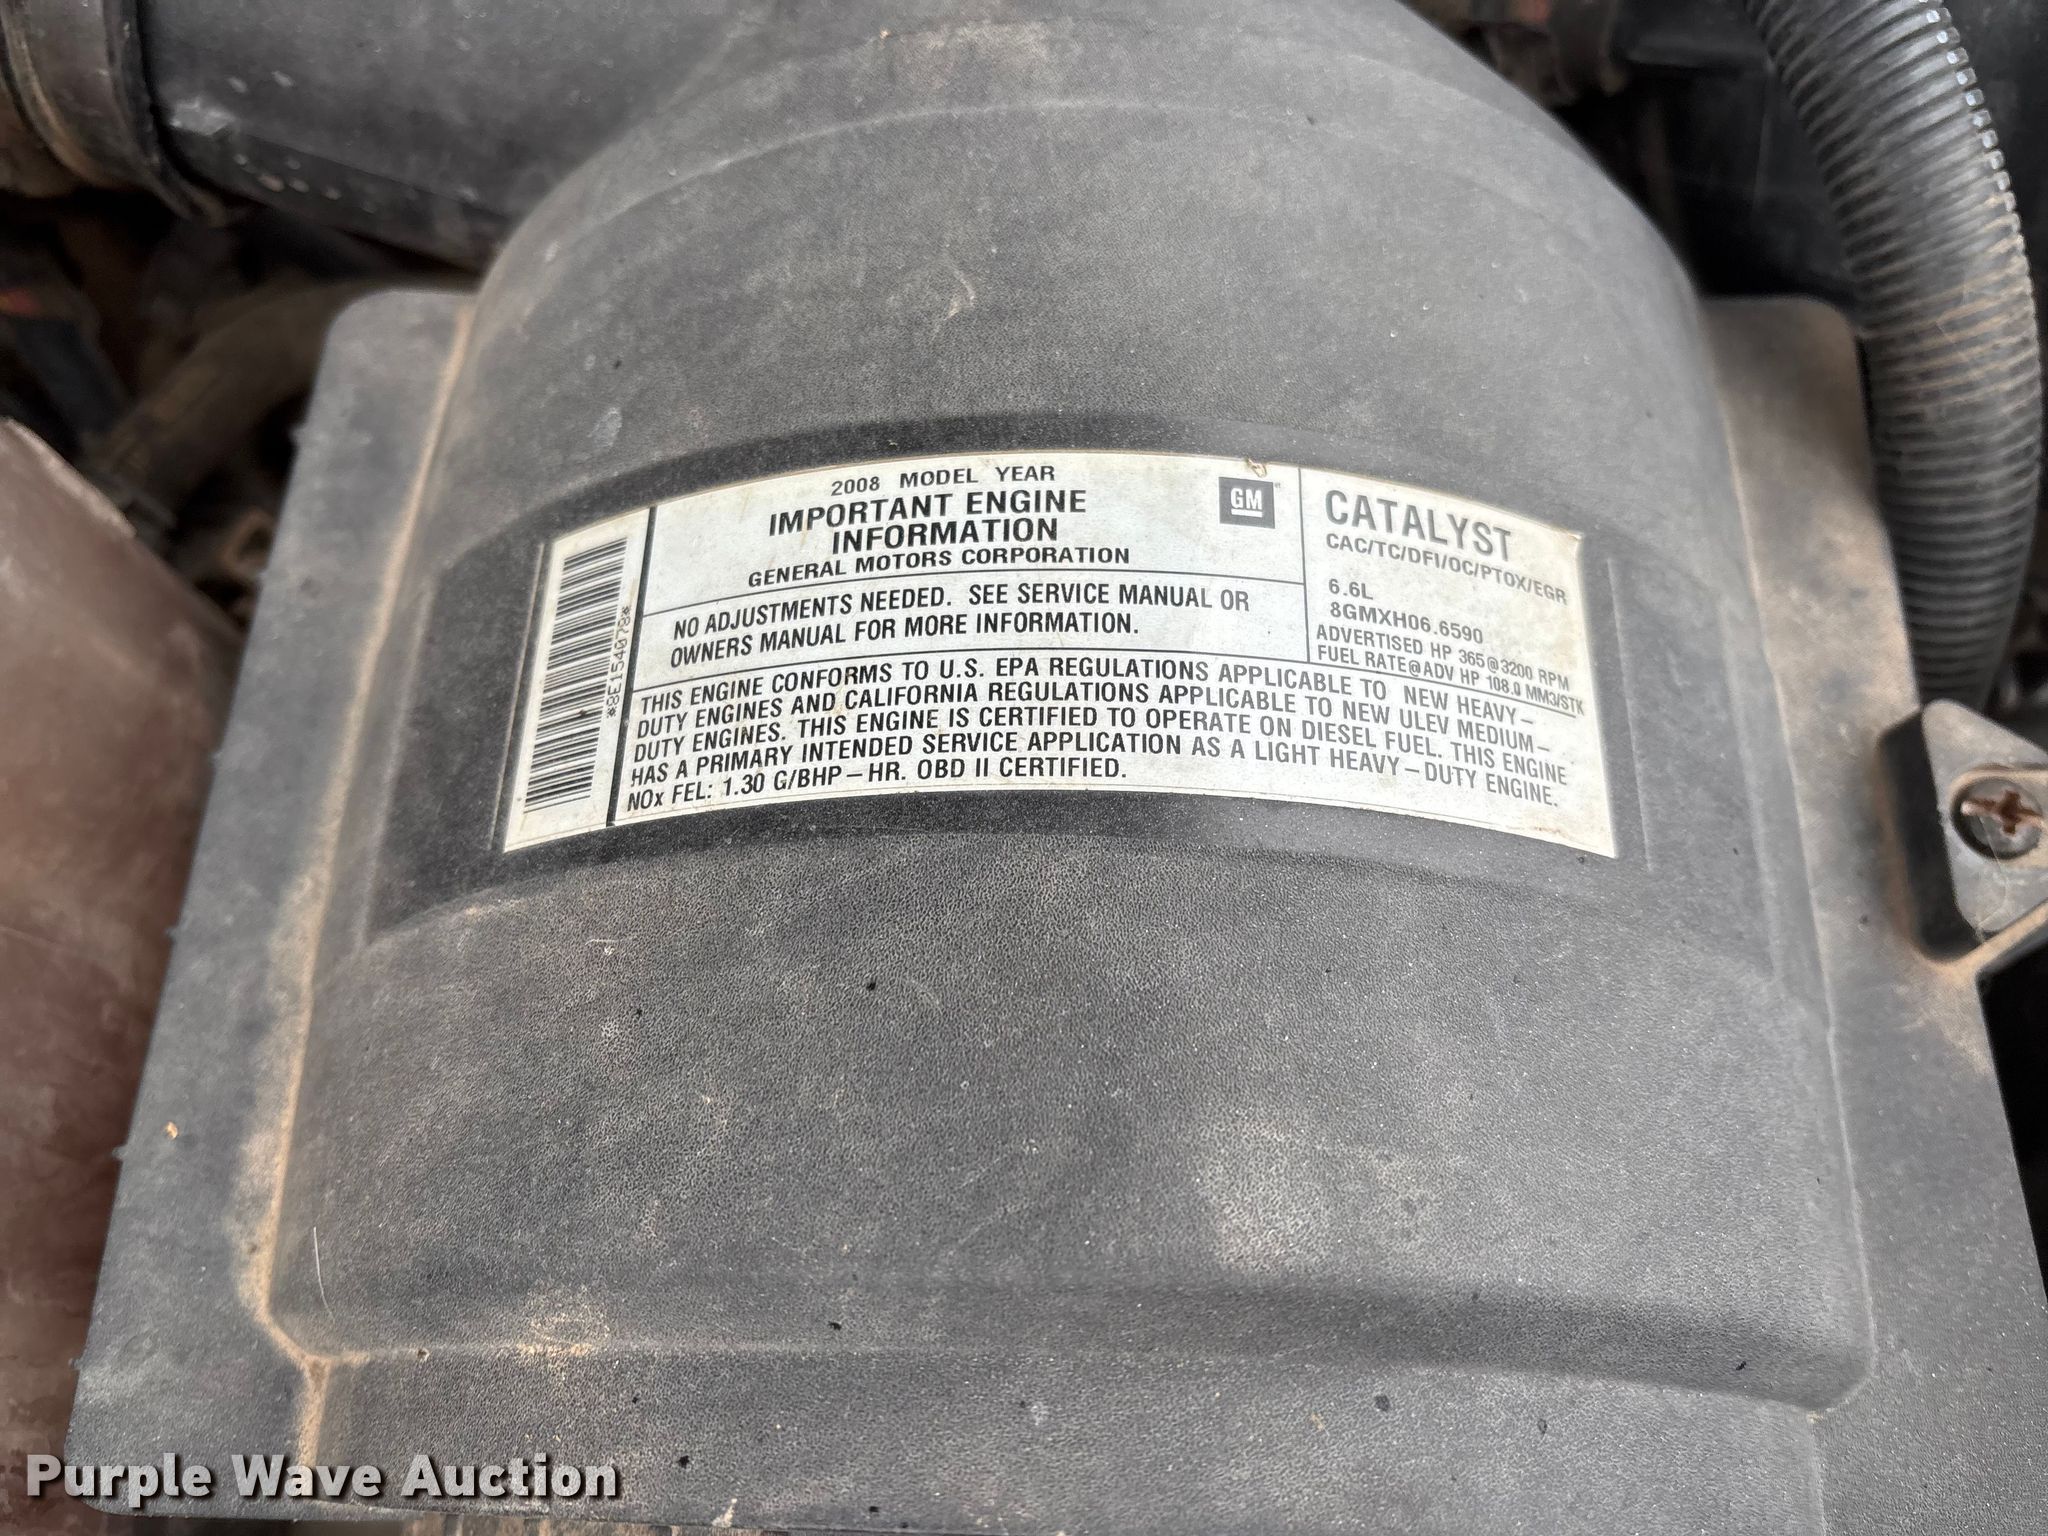 2008 MODEL YEAR
IMPORTANT ENGINE
INFORMATION
GENERAL MOTORS CORPORATION
GM
NO ADJUSTMENTS NEEDED. SEE SERVICE MANUAL OR
OWNERS MANUAL FOR MORE INFORMATION.
CATALYST
CAC/TC/DFI/OC/PTOX/EGR
6.6L
8GMXH06.6590
ADVERTISED HP 365@3200 RPM
FUEL RATE@ADV HP 108.0 MM3/STK
THIS ENGINE CONFORMS TO U.S. EPA REGULATIONS APPLICABLE TO NEW HEAVY-
DUTY ENGINES AND CALIFORNIA REGULATIONS APPLICABLE TO NEW ULEV MEDIUM-
DUTY ENGINES. THIS ENGINE IS CERTIFIED TO OPERATE ON DIESEL FUEL. THIS ENGINE
HAS A PRIMARY INTENDED SERVICE APPLICATION AS A LIGHT HEAVY-DUTY ENGINE.
NOx FEL: 1.30 G/BHP-HR. OBD II CERTIFIED.
*8E154078*
Purple Wave Auction